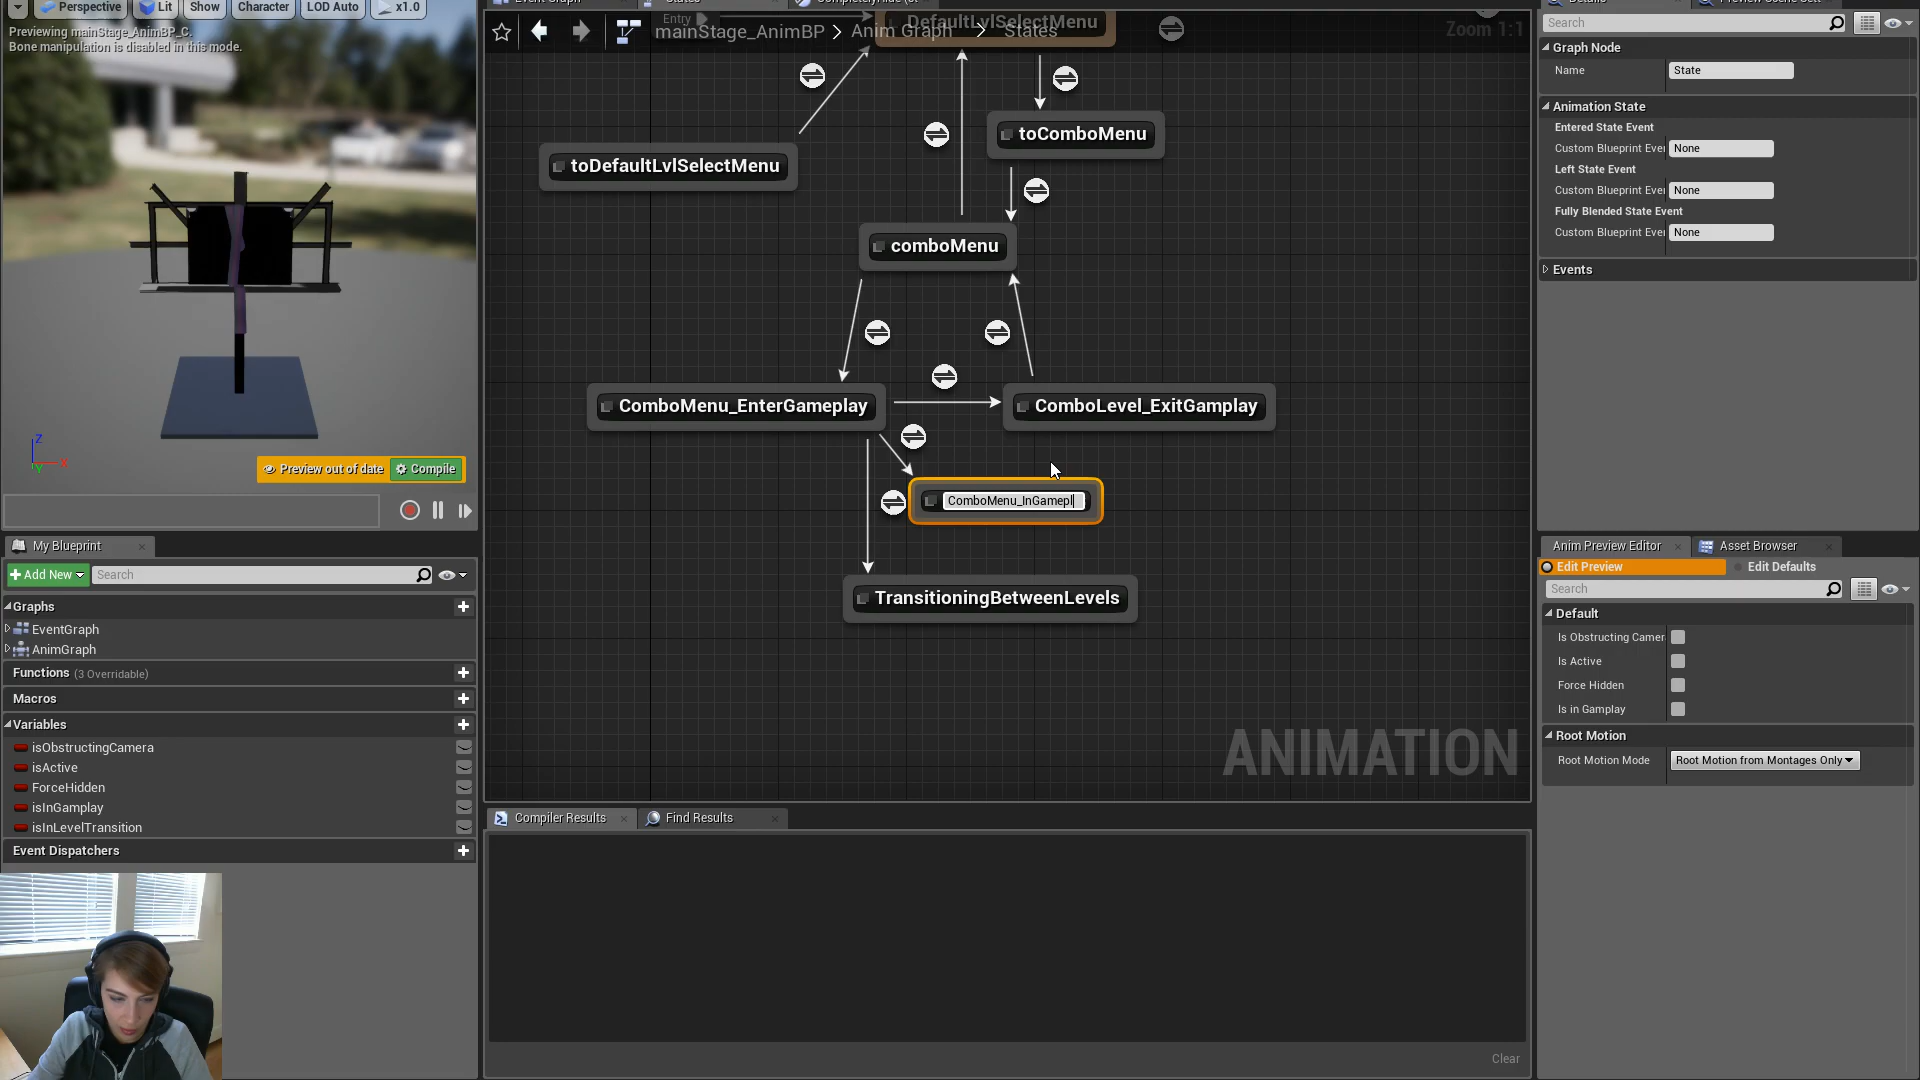 Perspective
Lit
Show
Character
LOD Auto
x1.0
Previewing mainStage_AnimBP_C.
Bone manipulation is disabled in this mode.
Z
X
Y
Preview out of date
Compile
My Blueprint
Add New
Search
Graphs
EventGraph
AnimGraph
Functions (3 Overridable)
Macros
Variables
isObstructingCamera
isActive
ForceHidden
isInGamplay
isInLevelTransition
Event Dispatchers
Entry
DefaultLvlSelectMenu
mainStage_AnimBP
Anim Graph
States
Zoom 1:1
toDefaultLvlSelectMenu
toComboMenu
comboMenu
ComboMenu_EnterGameplay
ComboLevel_ExitGamplay
ComboMenu_InGamepl
TransitioningBetweenLevels
ANIMATION
Compiler Results
Find Results
Clear
Search
Graph Node
Name
State
Animation State
Entered State Event
Custom Blueprint Ever
None
Left State Event
Custom Blueprint Ever
None
Fully Blended State Event
Custom Blueprint Ever
None
Events
Anim Preview Editor
Asset Browser
Edit Preview
Edit Defaults
Search
Default
Is Obstructing Camer
Is Active
Force Hidden
Is in Gamplay
Root Motion
Root Motion Mode
Root Motion from Montages Only